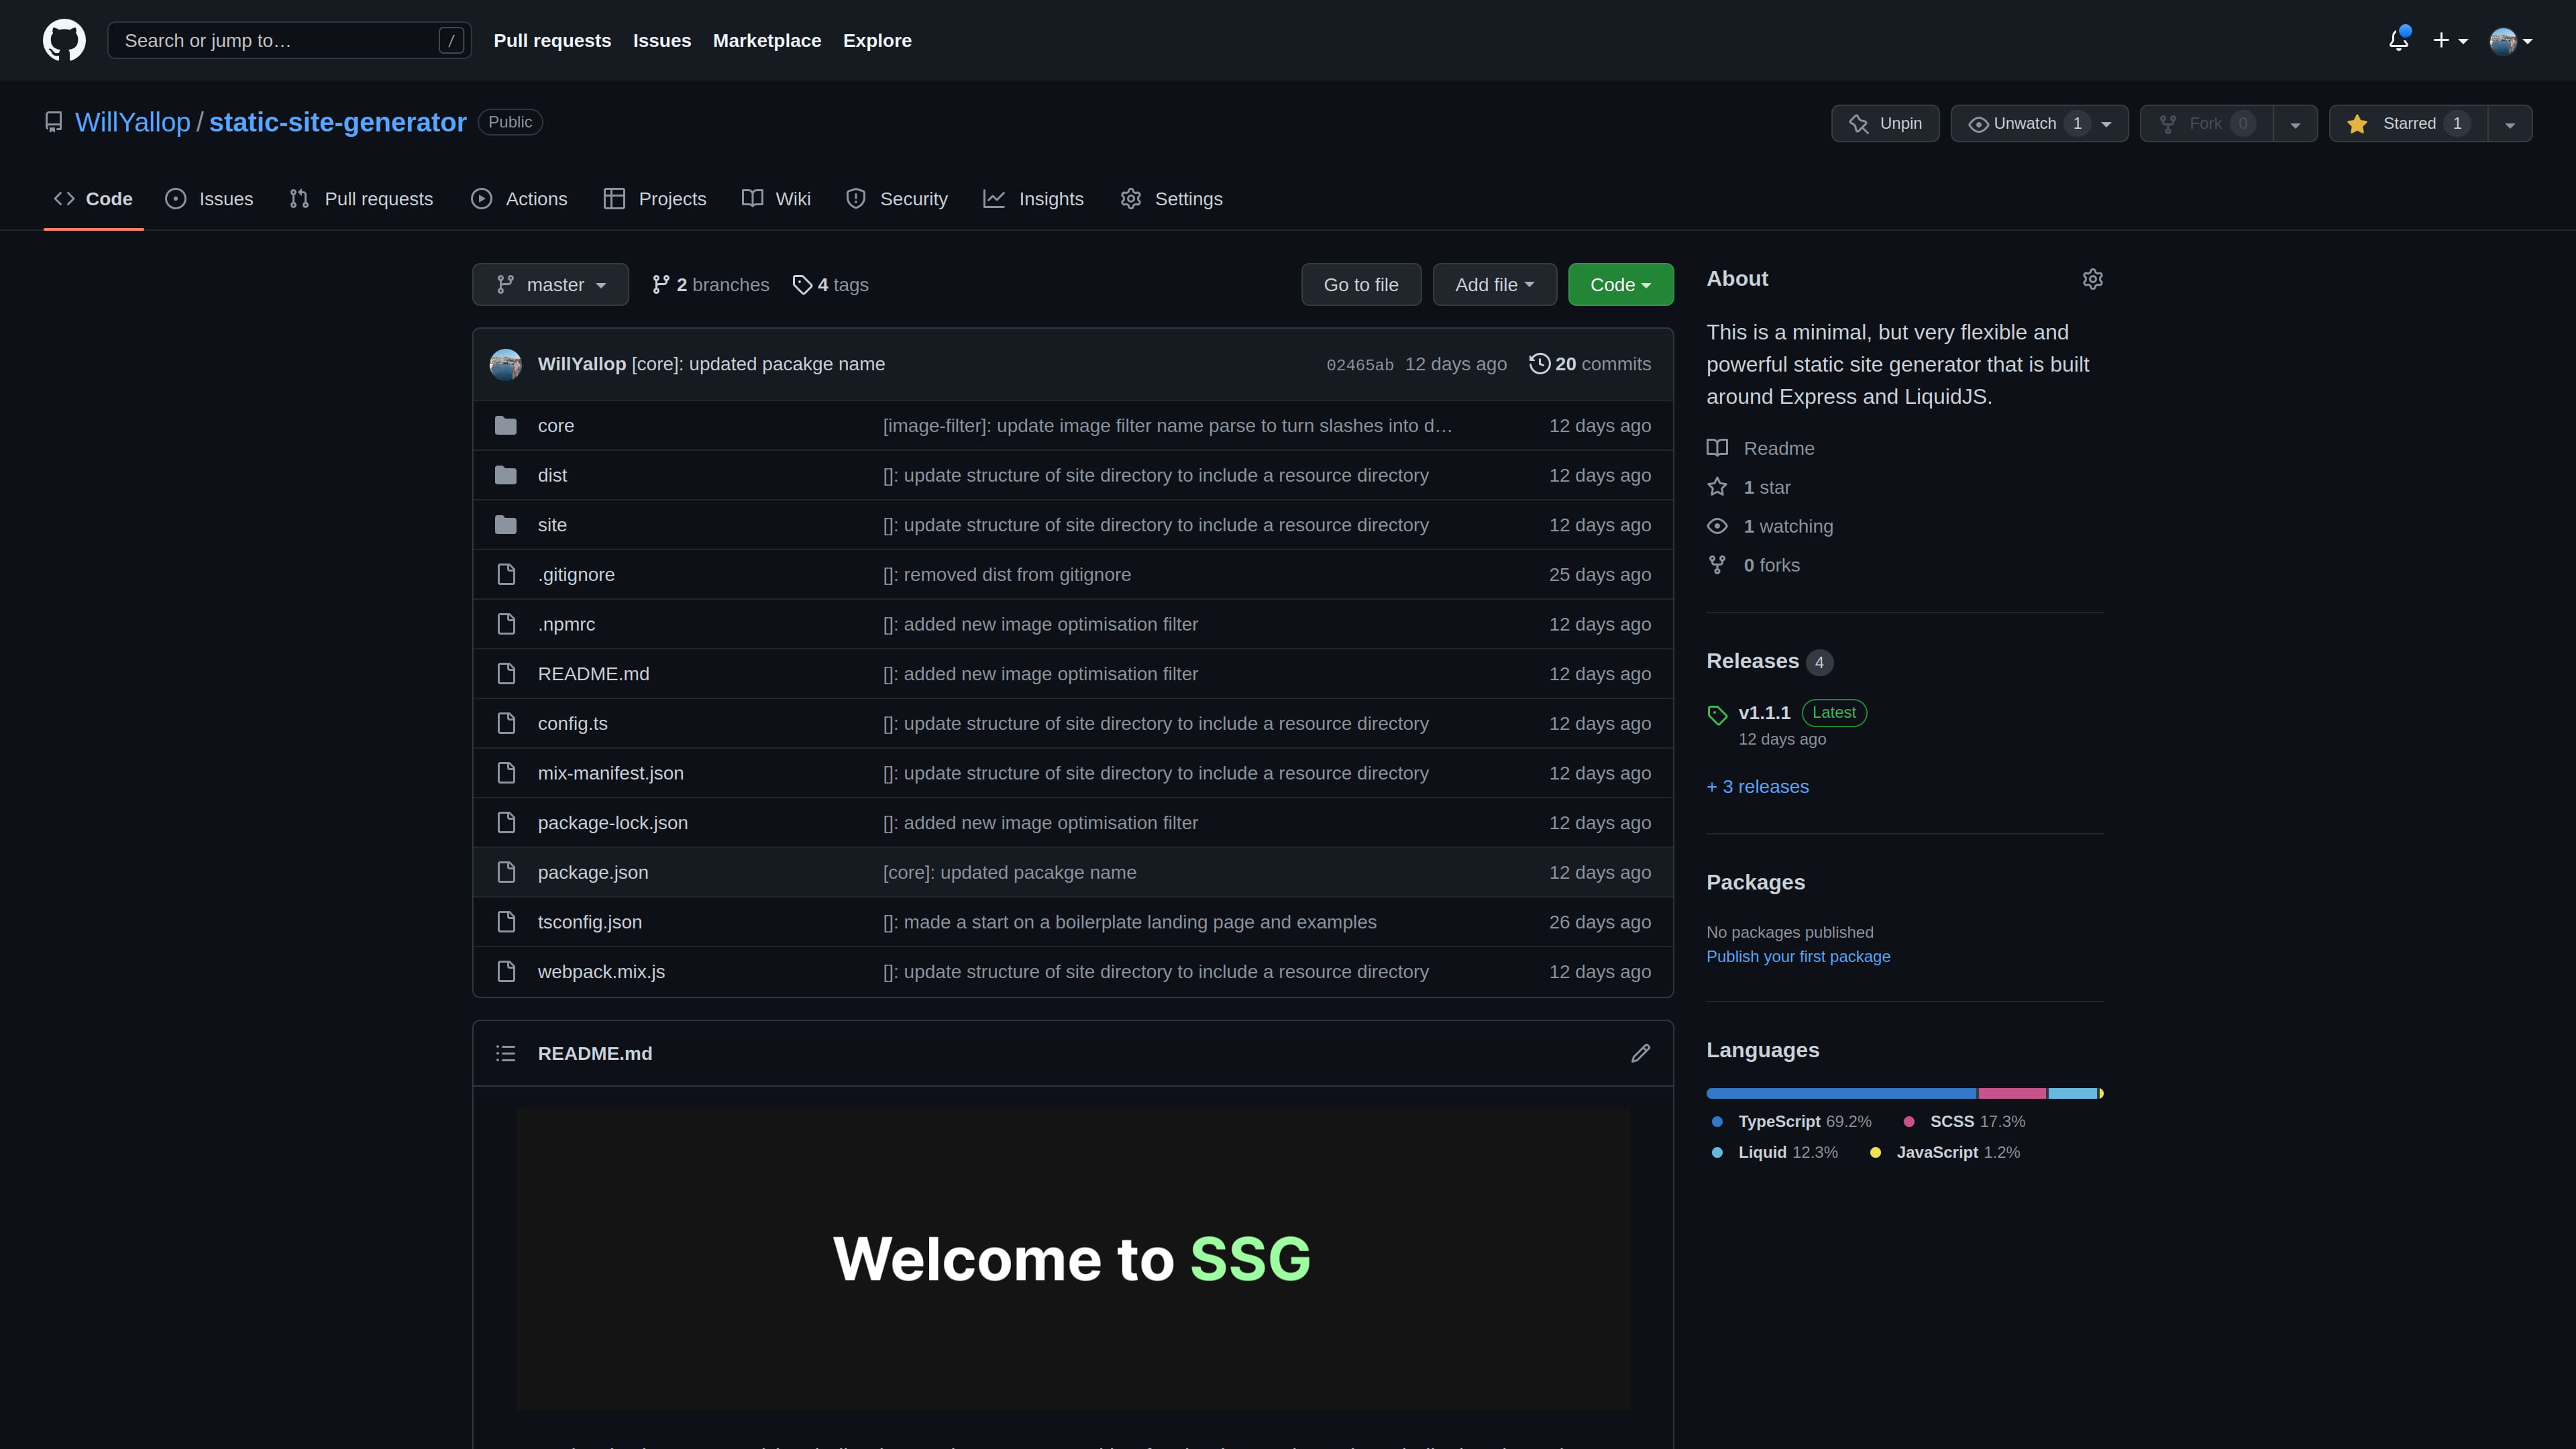 Search or jump to… /
Pull requests Issues Marketplace Explore
WillYallop / static-site-generator Public
Unpin Unwatch 1 Fork 0 Starred 1
Code Issues Pull requests Actions Projects Wiki Security Insights Settings
master 2 branches 4 tags Go to file Add file Code
WillYallop [core]: updated pacakge name 02465ab 12 days ago 20 commits
core [image-filter]: update image filter name parse to turn slashes into d… 12 days ago
dist []: update structure of site directory to include a resource directory 12 days ago
site []: update structure of site directory to include a resource directory 12 days ago
.gitignore []: removed dist from gitignore 25 days ago
.npmrc []: added new image optimisation filter 12 days ago
README.md []: added new image optimisation filter 12 days ago
config.ts []: update structure of site directory to include a resource directory 12 days ago
mix-manifest.json []: update structure of site directory to include a resource directory 12 days ago
package-lock.json []: added new image optimisation filter 12 days ago
package.json [core]: updated pacakge name 12 days ago
tsconfig.json []: made a start on a boilerplate landing page and examples 26 days ago
webpack.mix.js []: update structure of site directory to include a resource directory 12 days ago
README.md
Welcome to SSG
About
This is a minimal, but very flexible and
powerful static site generator that is built
around Express and LiquidJS.
Readme
1 star
1 watching
0 forks
Releases 4
v1.1.1 Latest
12 days ago
+ 3 releases
Packages
No packages published
Publish your first package
Languages
TypeScript 69.2% SCSS 17.3%
Liquid 12.3% JavaScript 1.2%